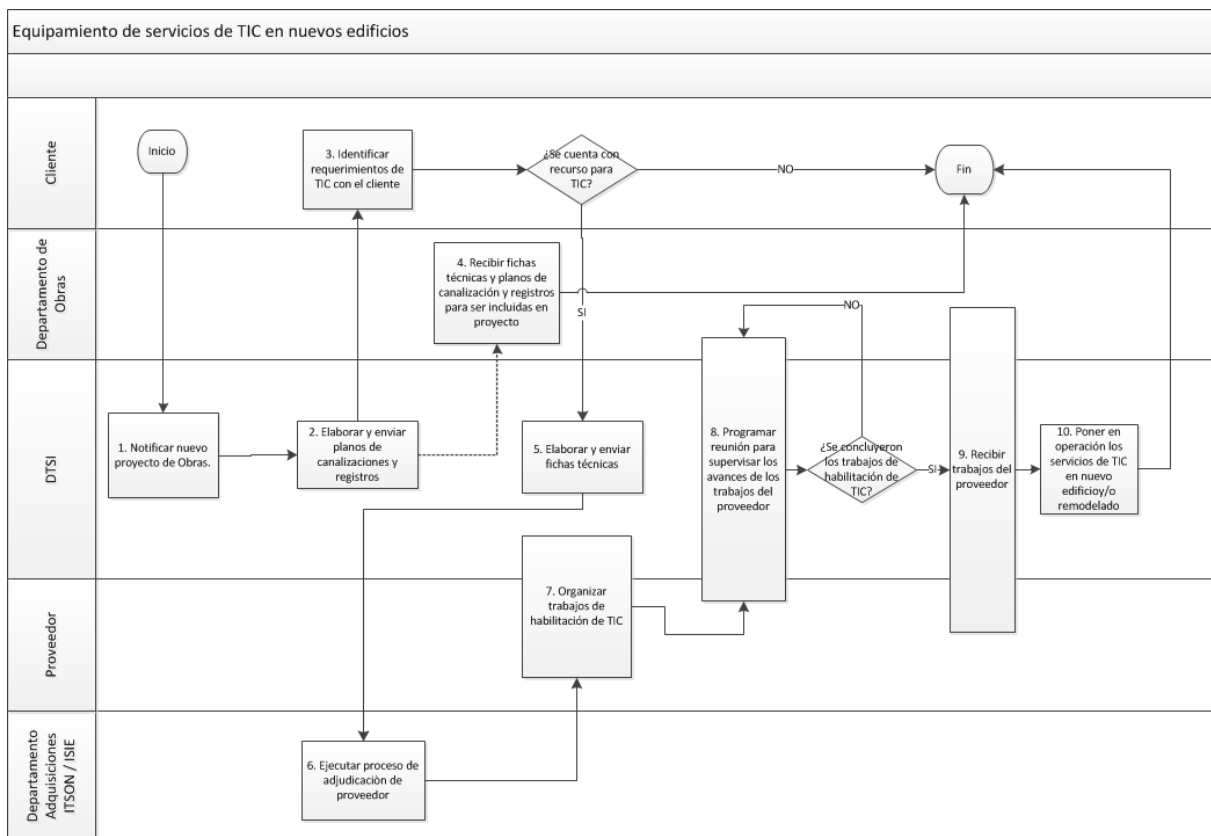 Equipamiento de servicios de TIC en nuevos edificios
Cliente
Inicio
3. Identificar
requerimientos de
TIC con el cliente
¿Se cuenta con
recurso para
TIC?
NO
Fin
Departamento de
Obras
4. Recibir fichas
técnicas y planos de
canalización y registros
para ser incluidas en
proyecto
SI
NO
DTSI
1. Notificar nuevo
proyecto de Obras.
2. Elaborar y enviar
planos de
canalizaciones y
registros
5. Elaborar y enviar
fichas técnicas
8. Programar
reunión para
supervisar los
avances de los
trabajos del
proveedor
¿Se concluyeron
los trabajos de
habilitación de
TIC?
SI
9. Recibir
trabajos del
proveedor
10. Poner en
operación los
servicios de TIC
en nuevo
edificioy/o
remodelado
Proveedor
7. Organizar
trabajos de
habilitación de TIC
Departamento
Adquisiciones
ITSON / ISIE
6. Ejecutar proceso de
adjudicaciòn de
proveedor